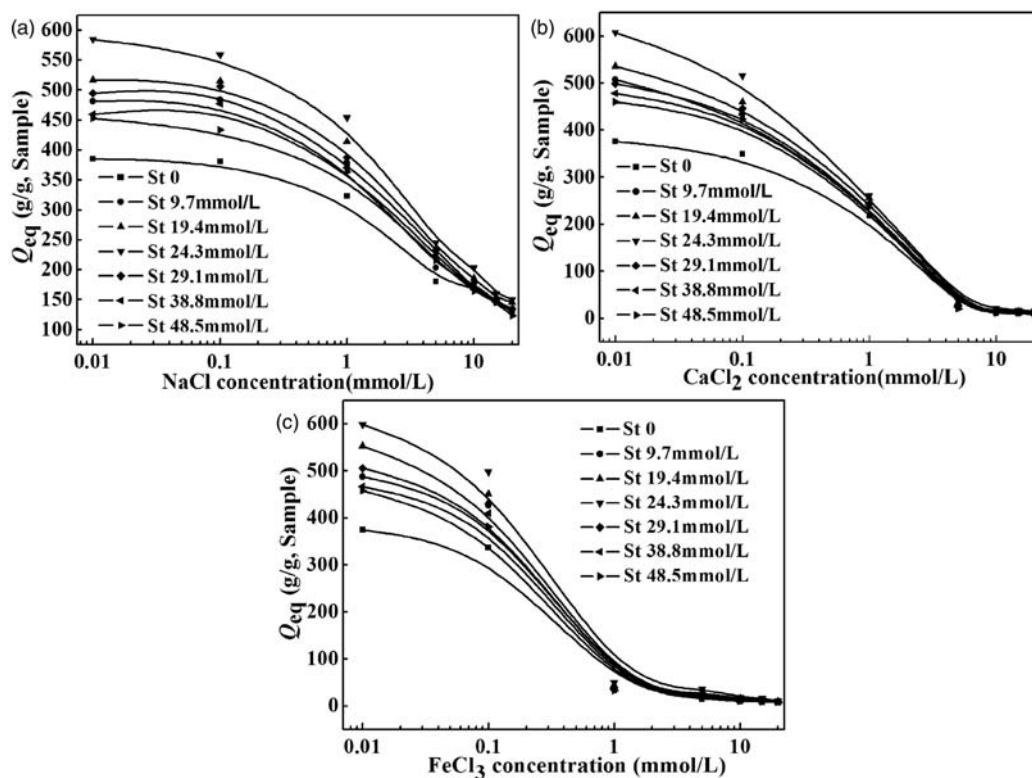 (a)
600
550
500
450
400
350
300
250
200
150
100
Qeq (g/g, Sample)
St 0
St 9.7mmol/L
St 19.4mmol/L
St 24.3mmol/L
St 29.1mmol/L
St 38.8mmol/L
St 48.5mmol/L
0.01 0.1 1 10
NaCl concentration(mmol/L)
(b)
600
500
400
300
200
100
0
Qeq (g/g, Sample)
St 0
St 9.7mmol/L
St 19.4mmol/L
St 24.3mmol/L
St 29.1mmol/L
St 38.8mmol/L
St 48.5mmol/L
0.01 0.1 1 10
CaCl2 concentration(mmol/L)
(c)
600
500
400
300
200
100
0
Qeq (g/g, Sample)
St 0
St 9.7mmol/L
St 19.4mmol/L
St 24.3mmol/L
St 29.1mmol/L
St 38.8mmol/L
St 48.5mmol/L
0.01 0.1 1 10
FeCl3 concentration (mmol/L)